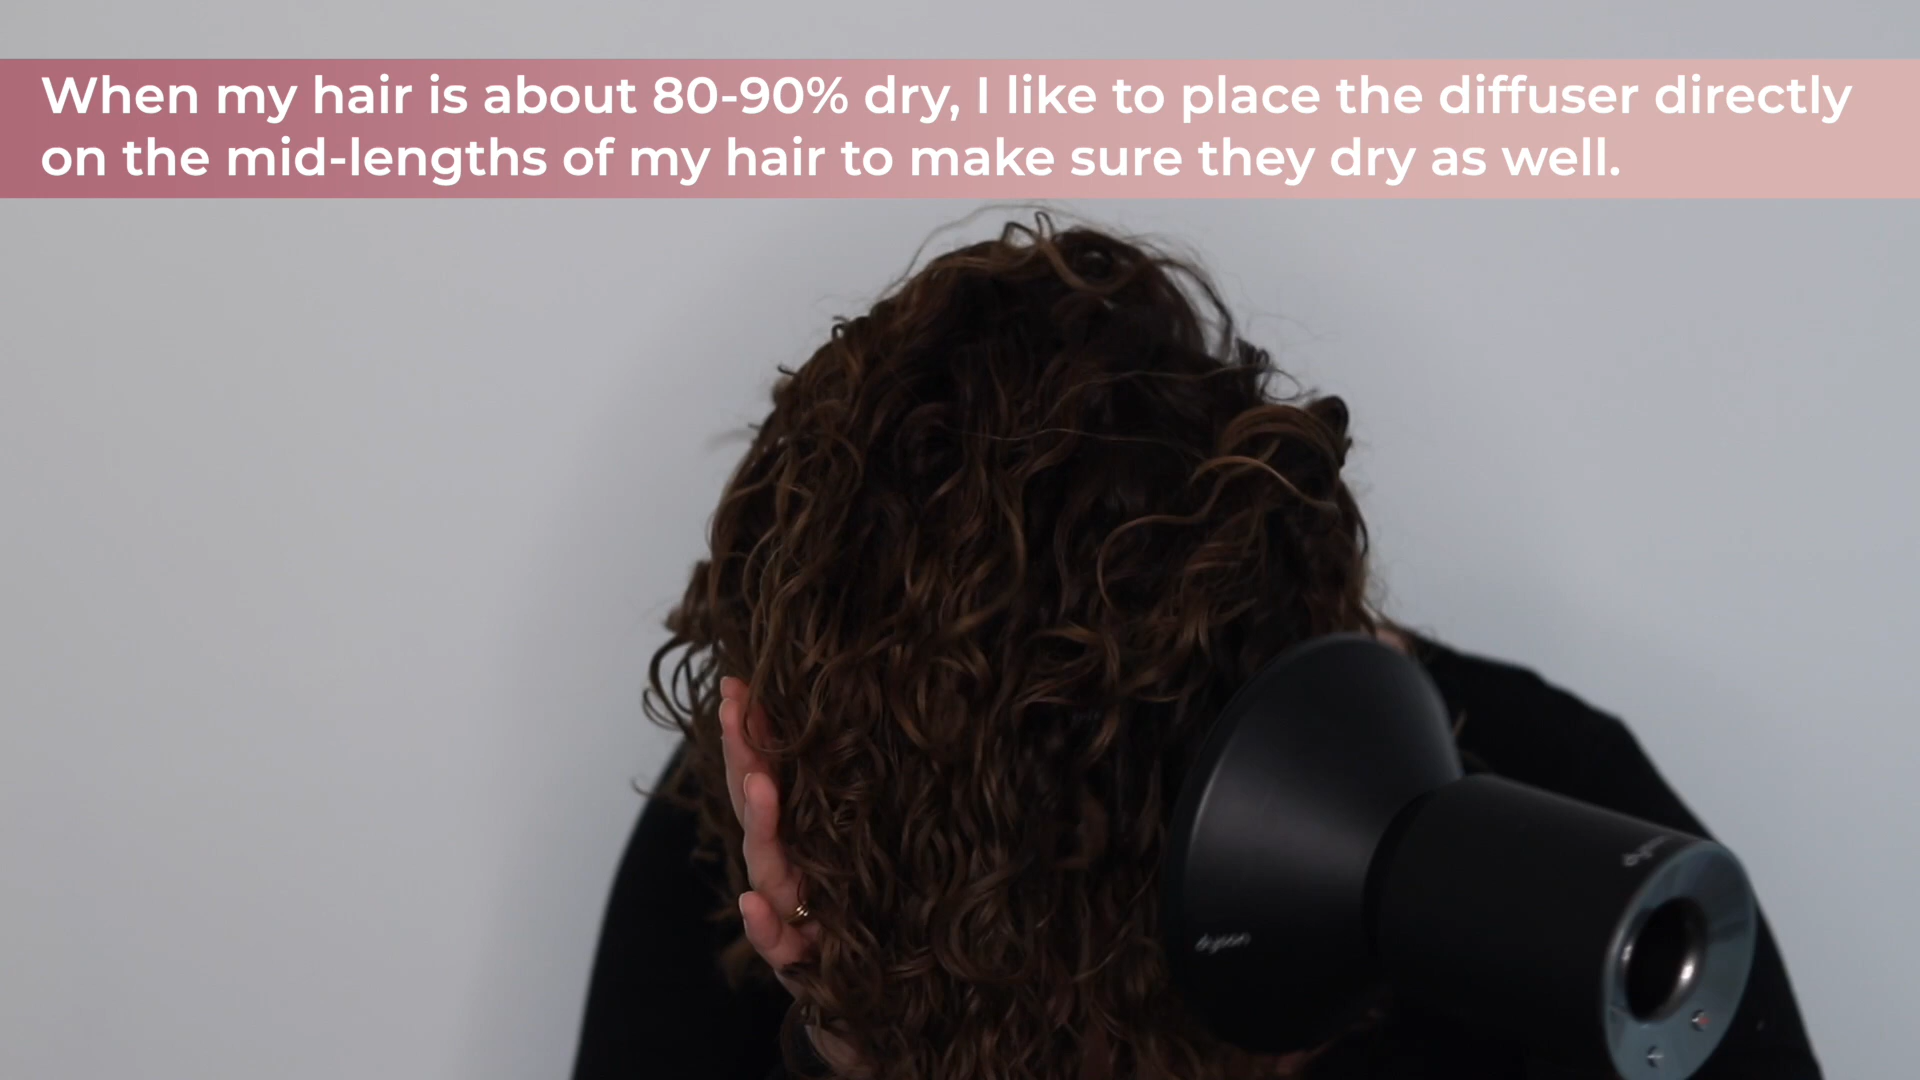 When my hair is about 80-90% dry, I like to place the diffuser directly
on the mid-lengths of my hair to make sure they dry as well.
dyson